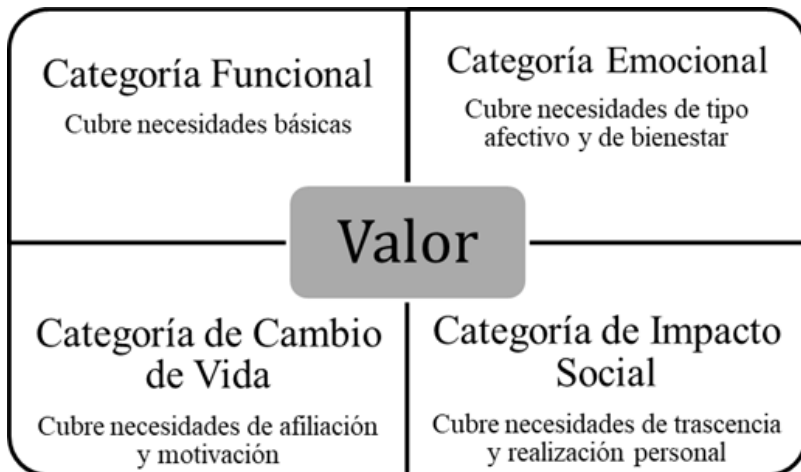 Categoría Funcional
Cubre necesidades básicas
Categoría Emocional
Cubre necesidades de tipo
afectivo y de bienestar
Valor
Categoría de Cambio
de Vida
Cubre necesidades de afiliación
y motivación
Categoría de Impacto
Social
Cubre necesidades de trascencia
y realización personal